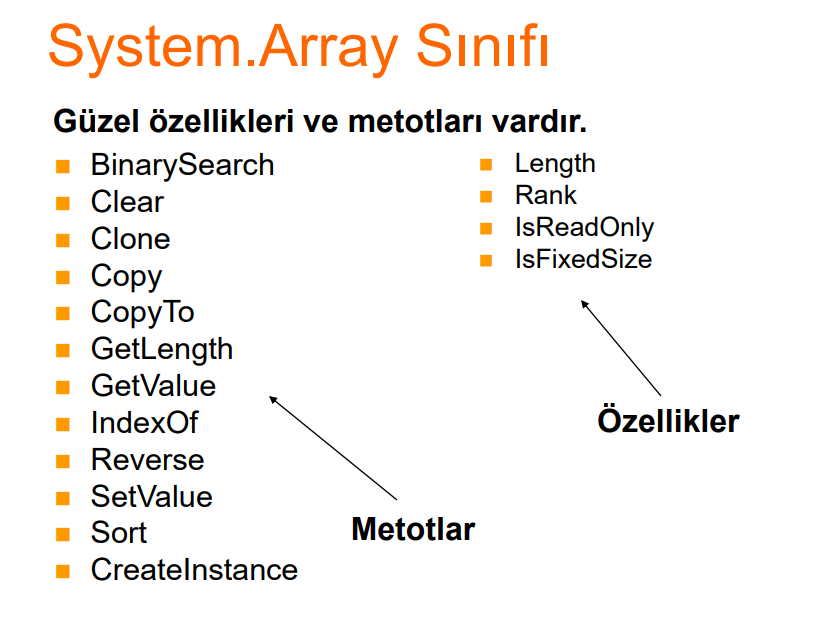 System.Array Sınıfı
Güzel özellikleri ve metotları vardır.
BinarySearch
Clear
Clone
Copy
CopyTo
GetLength
GetValue
IndexOf
Reverse
SetValue
Sort
CreateInstance
Metotlar
Length
Rank
IsReadOnly
IsFixedSize
Özellikler